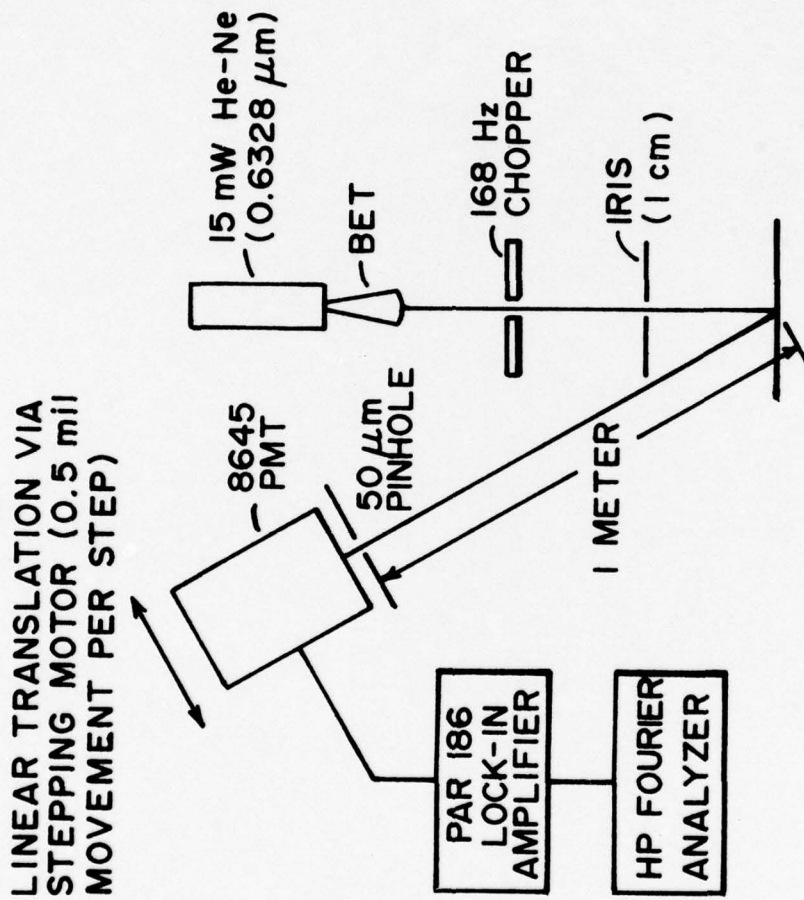 LINEAR TRANSLATION VIA
STEPPING MOTOR (0.5 mil
MOVEMENT PER STEP)
8645
PMT
50 μm
PINHOLE
15 mW He-Ne
(0.6328 μm)
BET
168 Hz
CHOPPER
IRIS
(1 cm)
1 METER
PAR 186
LOCK-IN
AMPLIFIER
HP FOURIER
ANALYZER